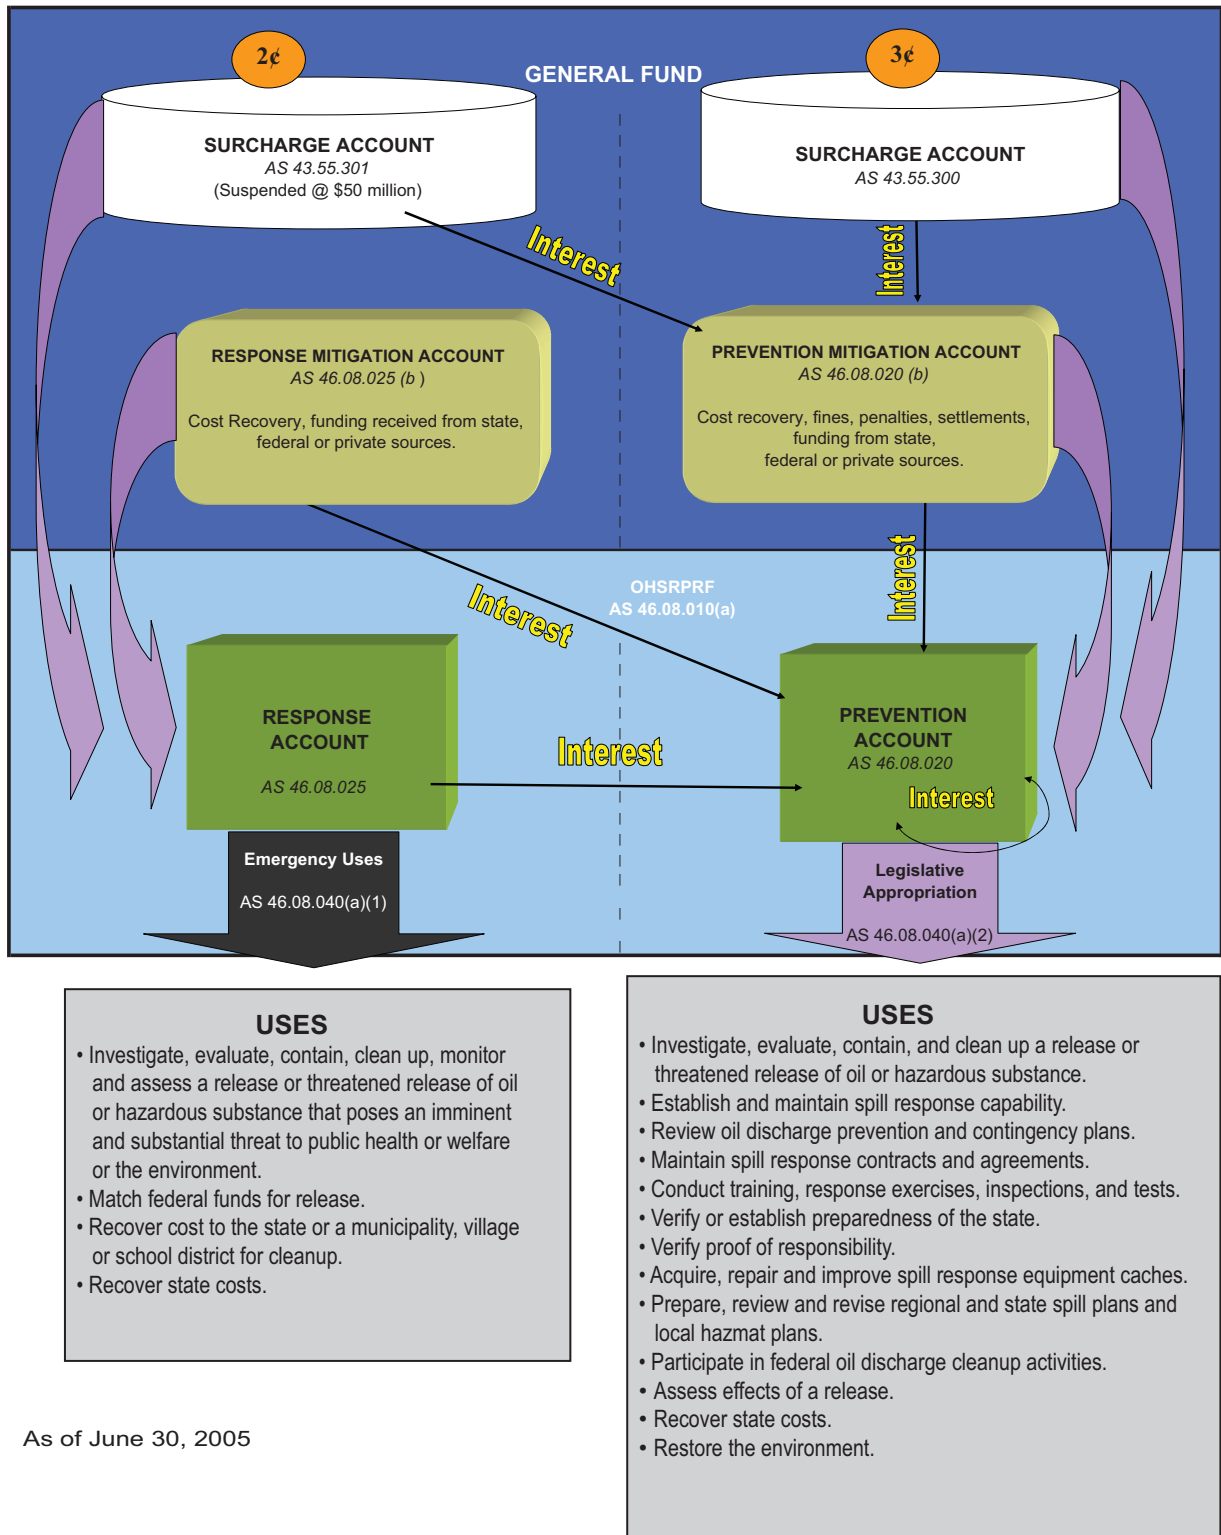 2¢
3¢
GENERAL FUND
SURCHARGE ACCOUNT
AS 43.55.301
(Suspended @ $50 million)
SURCHARGE ACCOUNT
AS 43.55.300
Interest
Interest
RESPONSE MITIGATION ACCOUNT
AS 46.08.025 (b )
Cost Recovery, funding received from state,
federal or private sources.
PREVENTION MITIGATION ACCOUNT
AS 46.08.020 (b)
Cost recovery, fines, penalties, settlements,
funding from state,
federal or private sources.
Interest
Interest
OHSRPRF
AS 46.08.010(a)
RESPONSE
ACCOUNT
AS 46.08.025
Interest
PREVENTION
ACCOUNT
AS 46.08.020
Interest
Emergency Uses
AS 46.08.040(a)(1)
Legislative
Appropriation
AS 46.08.040(a)(2)
USES
• Investigate, evaluate, contain, clean up, monitor
and assess a release or threatened release of oil
or hazardous substance that poses an imminent
and substantial threat to public health or welfare
or the environment.
• Match federal funds for release.
• Recover cost to the state or a municipality, village
or school district for cleanup.
• Recover state costs.
USES
• Investigate, evaluate, contain, and clean up a release or
threatened release of oil or hazardous substance.
• Establish and maintain spill response capability.
• Review oil discharge prevention and contingency plans.
• Maintain spill response contracts and agreements.
• Conduct training, response exercises, inspections, and tests.
• Verify or establish preparedness of the state.
• Verify proof of responsibility.
• Acquire, repair and improve spill response equipment caches.
• Prepare, review and revise regional and state spill plans and
local hazmat plans.
• Participate in federal oil discharge cleanup activities.
• Assess effects of a release.
• Recover state costs.
• Restore the environment.
As of June 30, 2005